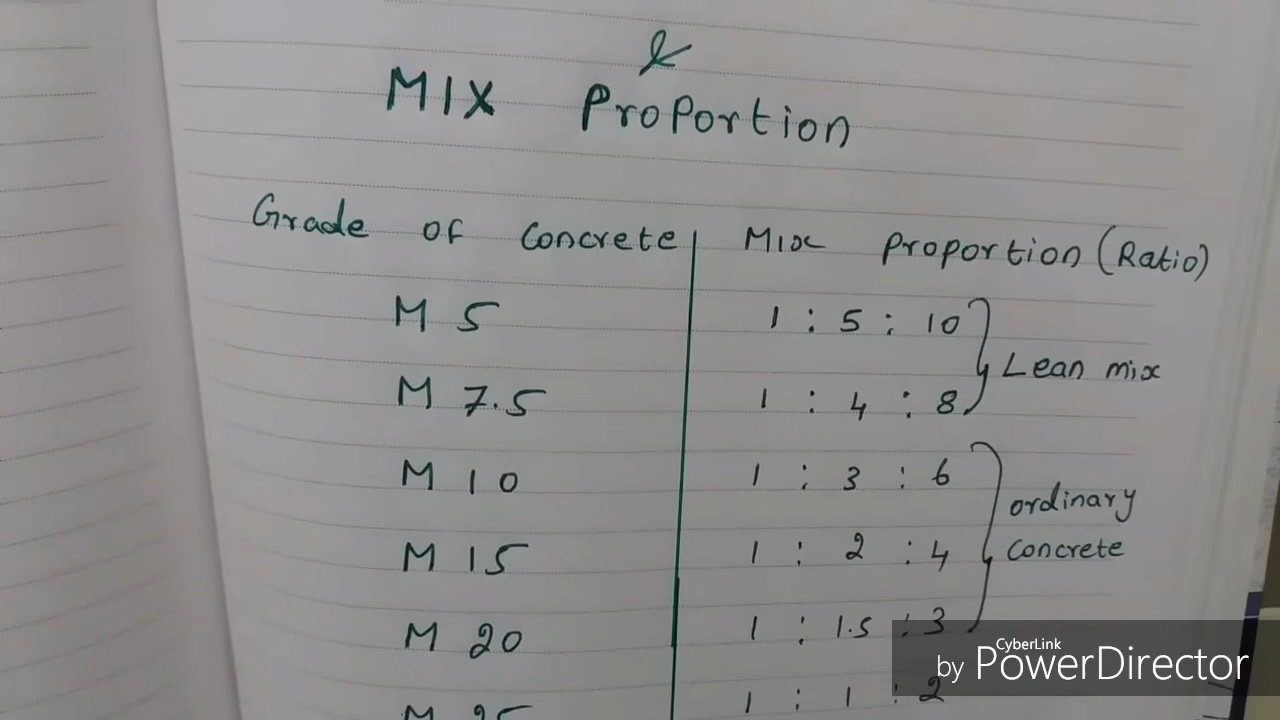 &
MIX Proportion
Grade of Concrete Mix Proportion (Ratio)
M 5 1 : 5 : 10
Lean mix
M 7.5 1 : 4 : 8
M 10 1 : 3 : 6
ordinary
M 15 1 : 2 : 4
Concrete
M 20 1 : 1.5 : 3
M 25 1 : 1 : 2
CyberLink
by PowerDirector